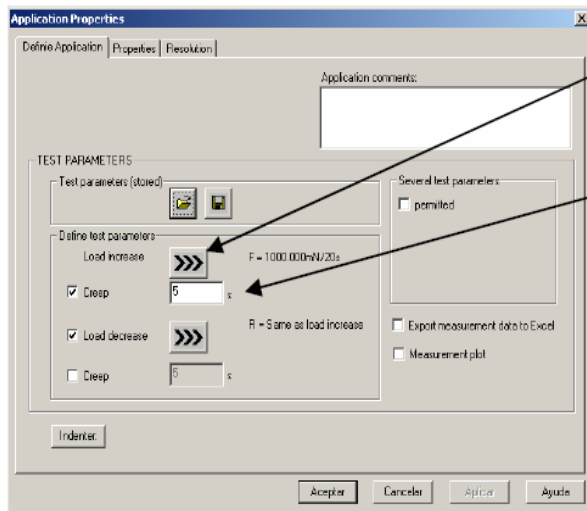 Application Properties
Definie Application Properties Resolution
Application comments:
TEST PARAMETERS
Test parameters (stored)
Several test parameters
permitted
Define test parameters
Load increase >>> F = 1000.000mN/20s
Creep 5 s
Load decrease >>> R = Same as load increase
Export measurement data to Excel
Creep 5 s
Measurement plot
Indenter.
Aceptar Cancelar Aplicar Ayuda